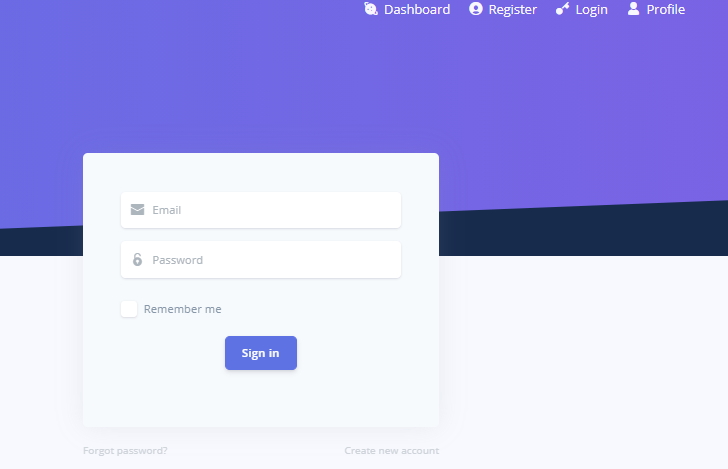 Dashboard Register Login Profile
Email
Password
Remember me
Sign in
Forgot password? Create new account